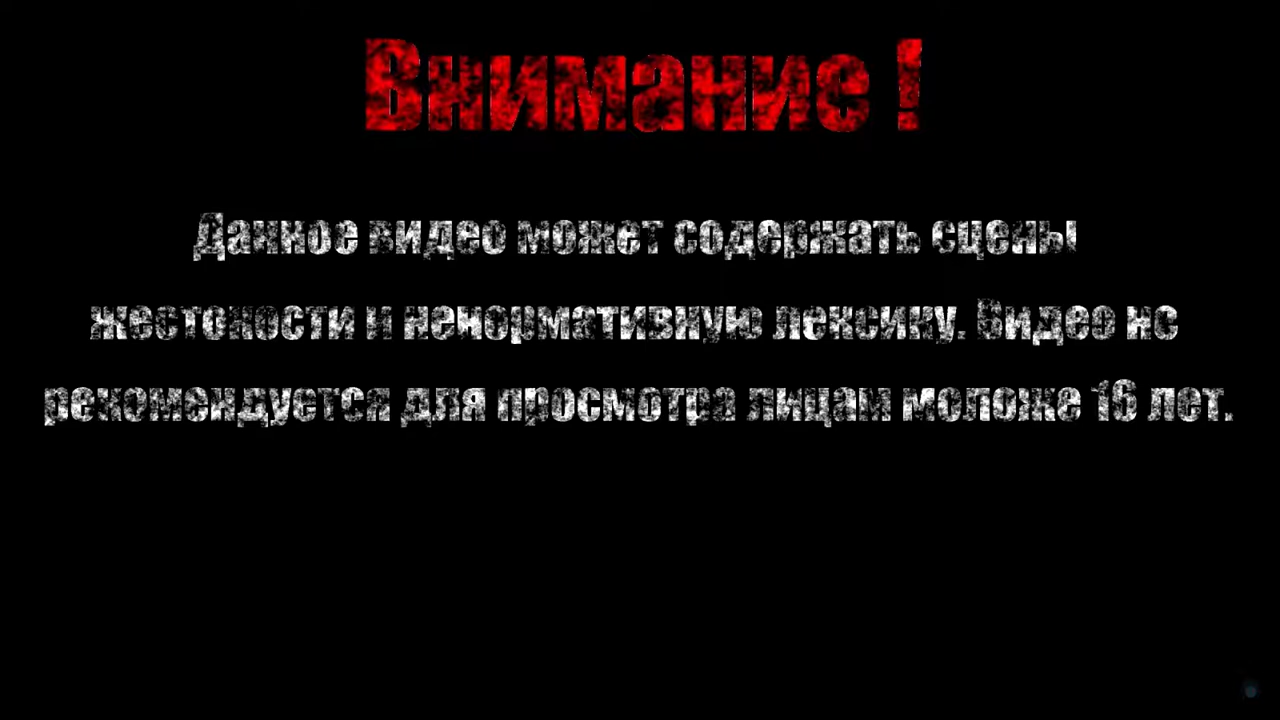 Внимание !
Данное видео может содержать сцены
жестокости и ненормативную лексику. Видео не
рекомендуется для просмотра лицам моложе 16 лет.